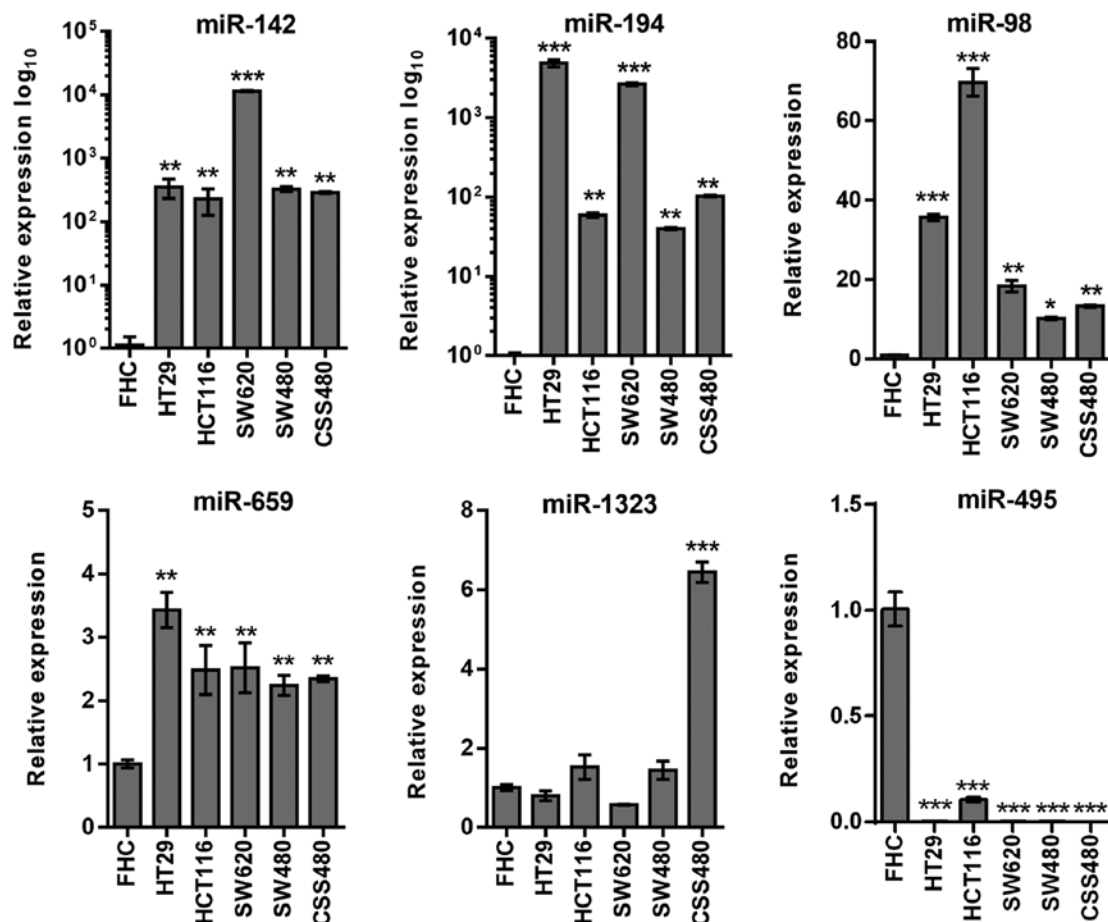 miR-142
Relative expression log10
10^5
10^4
10^3
10^2
10^1
10^0
**
**
***
**
**
FHC
HT29
HCT116
SW620
SW480
CSS480
miR-194
Relative expression log10
10^4
10^3
10^2
10^1
10^0
***
**
***
**
**
FHC
HT29
HCT116
SW620
SW480
CSS480
miR-98
Relative expression
80
60
40
20
0
***
***
**
*
**
FHC
HT29
HCT116
SW620
SW480
CSS480
miR-659
Relative expression
5
4
3
2
1
0
**
**
**
**
**
FHC
HT29
HCT116
SW620
SW480
CSS480
miR-1323
Relative expression
8
6
4
2
0
***
FHC
HT29
HCT116
SW620
SW480
CSS480
miR-495
Relative expression
1.5
1.0
0.5
0.0
***
***
***
***
***
FHC
HT29
HCT116
SW620
SW480
CSS480